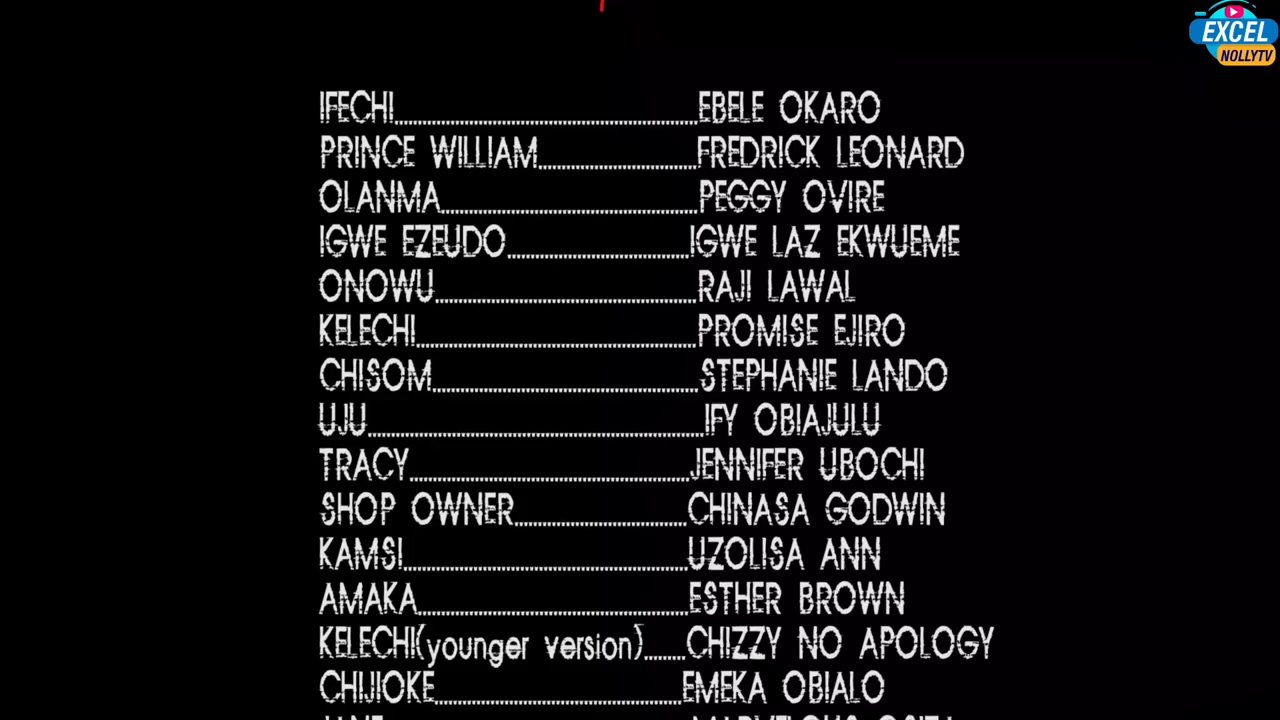 EXCEL
NOLLYTV
IFECHI..........EBELE OKARO
PRINCE WILLIAM..........FREDRICK LEONARD
OLANMA..........PEGGY OVIRE
IGWE EZEUDO..........IGWE LAZ EKWUEME
ONOWU..........RAJI LAWAL
KELECHI..........PROMISE EJIRO
CHISOM..........STEPHANIE LANDO
UJU..........IFY OBIAJULU
TRACY..........JENNIFER UBOCHI
SHOP OWNER..........CHINASA GODWIN
KAMSI..........UZOLISA ANN
AMAKA..........ESTHER BROWN
KELECHI(younger version)..........CHIZZY NO APOLOGY
CHIJIOKE..........EMEKA OBIALO